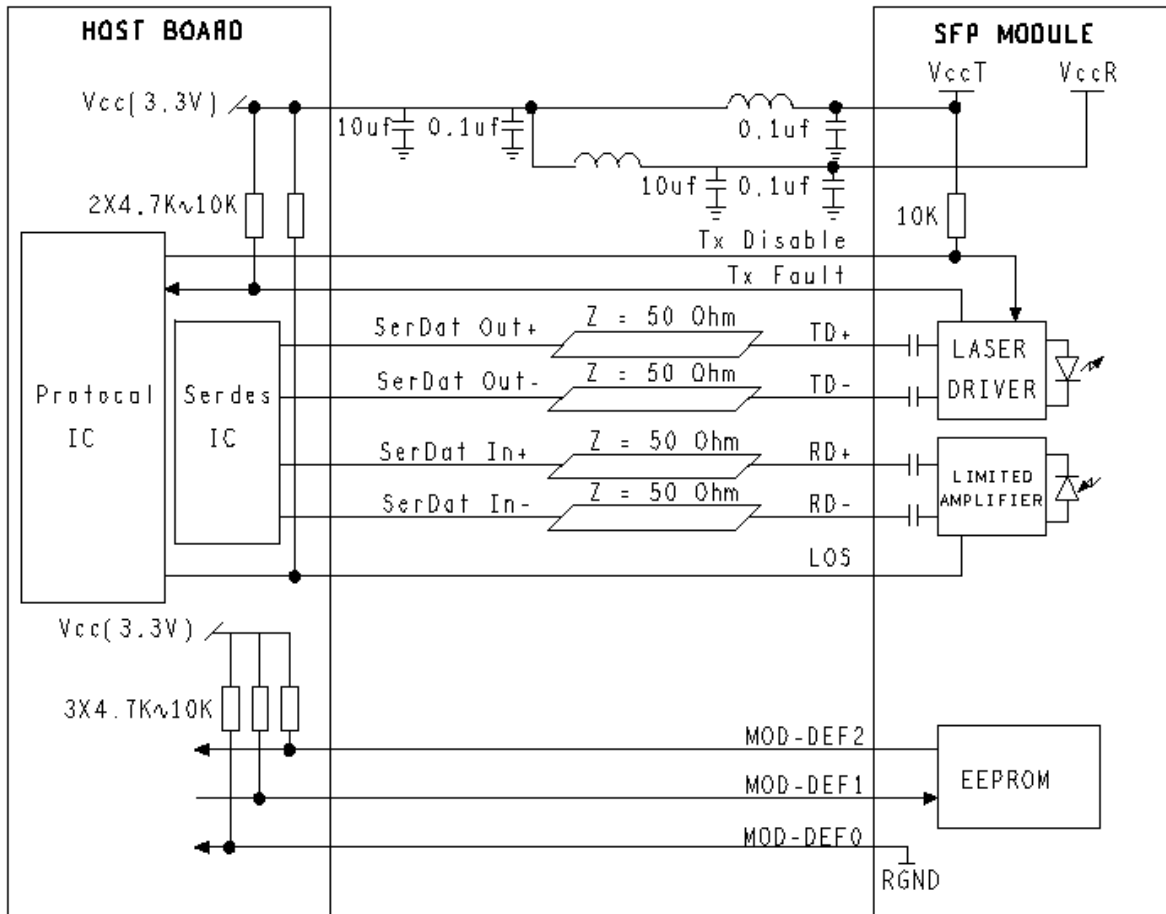 HOST BOARD
SFP MODULE
VccT
VccR
Vcc(3.3V)
10uf
0.1uf
0.1uf
10uf
0.1uf
2X4.7K~10K
10K
Tx Disable
Tx Fault
SerDat Out+
Z = 50 Ohm
TD+
LASER
DRIVER
SerDat Out-
Z = 50 Ohm
TD-
Protocal
IC
Serdes
IC
SerDat In+
Z = 50 Ohm
RD+
LIMITED
AMPLIFIER
SerDat In-
Z = 50 Ohm
RD-
LOS
Vcc(3.3V)
3X4.7K~10K
MOD-DEF2
EEPROM
MOD-DEF1
MOD-DEF0
RGND